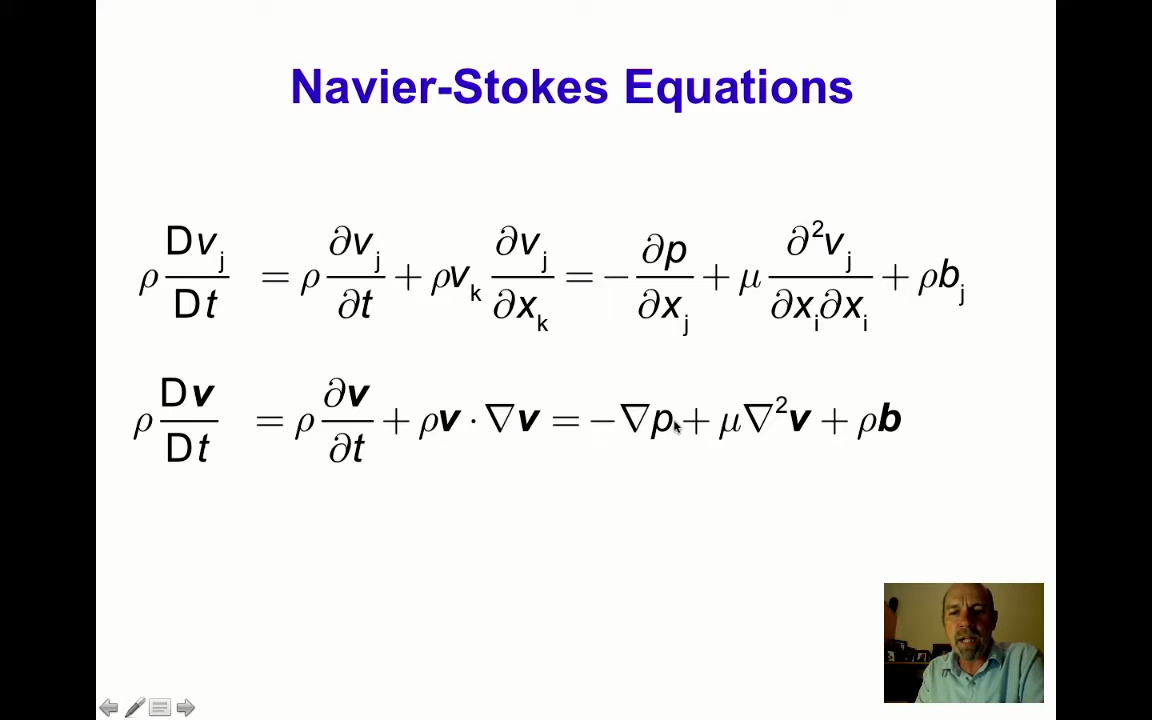 Navier-Stokes Equations
ρ Dv_j/Dt = ρ ∂v_j/∂t + ρv_k ∂v_j/∂x_k = − ∂p/∂x_j + μ ∂²v_j/∂x_i∂x_i + ρb_j
ρ D𝒗/Dt = ρ ∂𝒗/∂t + ρ𝒗 · ∇𝒗 = −∇p + μ∇²𝒗 + ρ𝒃